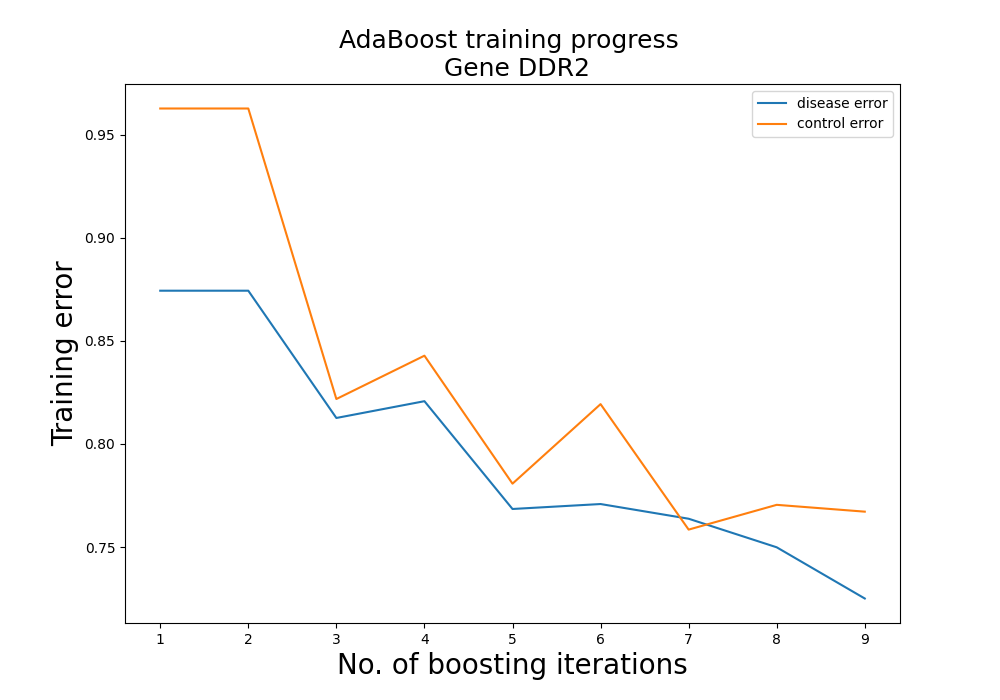 AdaBoost training progress
Gene DDR2
disease error
control error
Training error
0.95
0.90
0.85
0.80
0.75
1 2 3 4 5 6 7 8 9
No. of boosting iterations